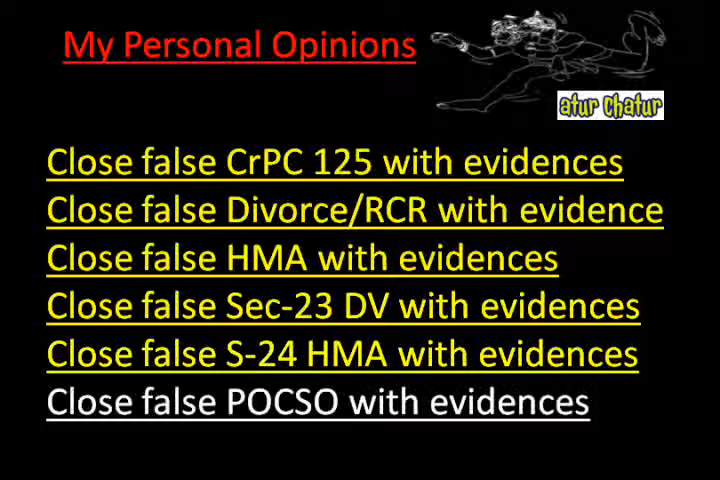 My Personal Opinions
atur chatur
Close false CrPC 125 with evidences
Close false Divorce/RCR with evidence
Close false HMA with evidences
Close false Sec-23 DV with evidences
Close false S-24 HMA with evidences
Close false POCSO with evidences